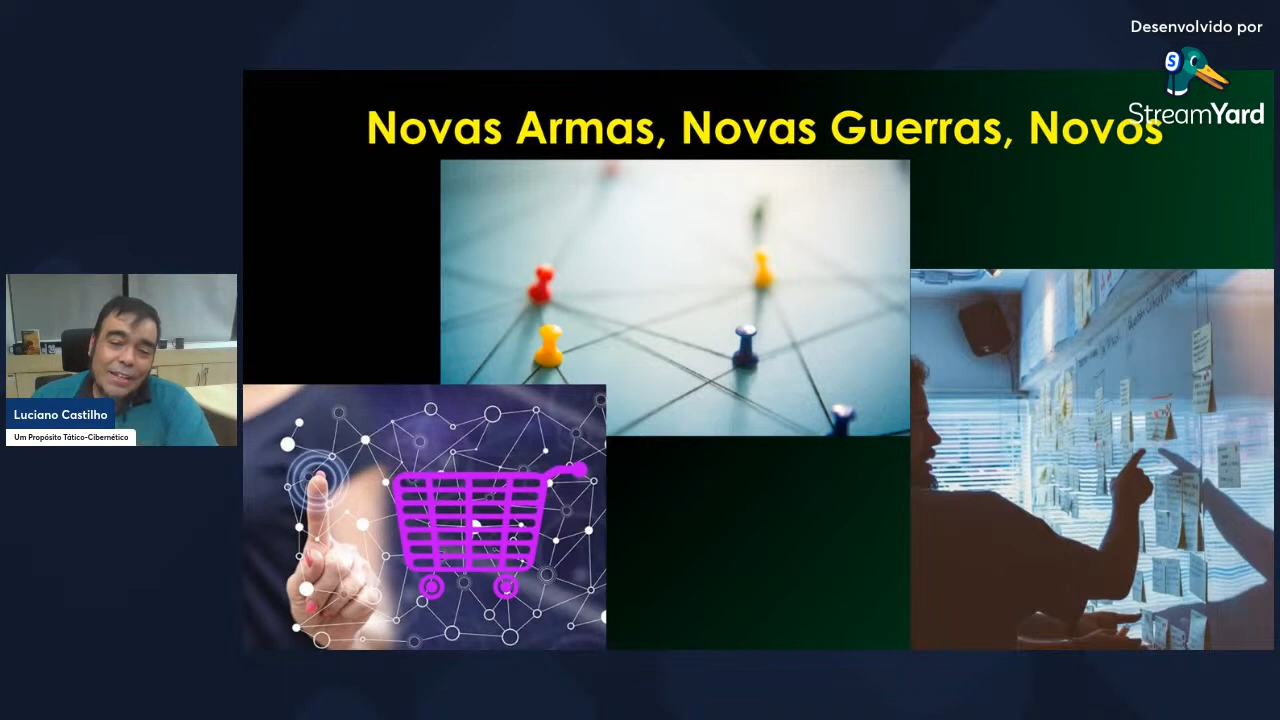 Desenvolvido por
StreamYard
Novas Armas, Novas Guerras, Novos
Luciano Castilho
Um Propósito Tático-Cibernético